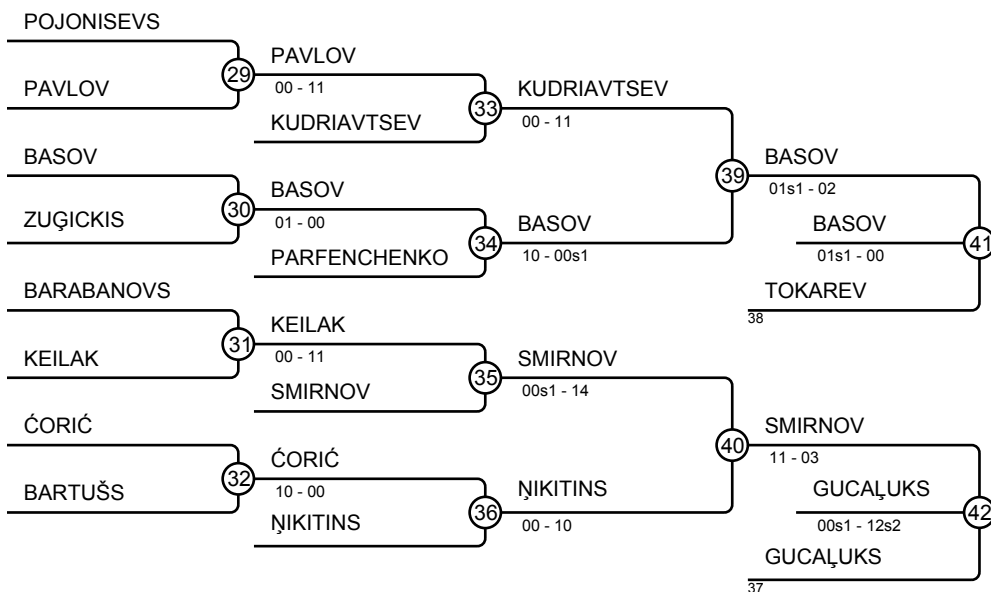 POJONISEVS
29
PAVLOV
00 - 11
PAVLOV
KUDRIAVTSEV
33
KUDRIAVTSEV
00 - 11
BASOV
30
BASOV
01 - 00
ZUĢICKIS
PARFENCHENKO
34
BASOV
10 - 00s1
39
BASOV
01s1 - 02
BASOV
01s1 - 00
41
TOKAREV
38
BARABANOVS
31
KEILAK
00 - 11
KEILAK
SMIRNOV
35
SMIRNOV
00s1 - 14
ĆORIĆ
32
ĆORIĆ
10 - 00
BARTUŠS
ŅIKITINS
36
ŅIKITINS
00 - 10
40
SMIRNOV
11 - 03
GUCAĻUKS
00s1 - 12s2
42
GUCAĻUKS
37